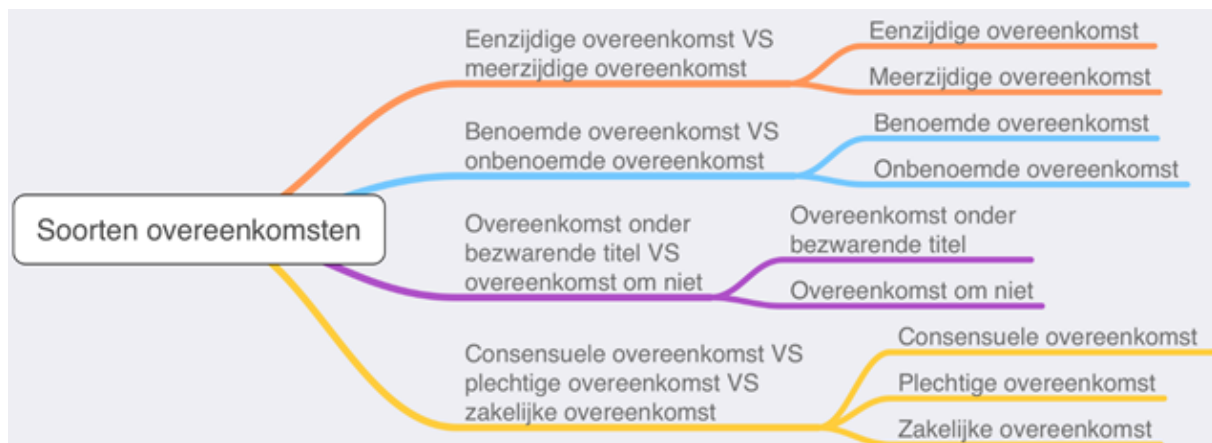 Soorten overeenkomsten
Eenzijdige overeenkomst VS
meerzijdige overeenkomst
Eenzijdige overeenkomst
Meerzijdige overeenkomst
Benoemde overeenkomst VS
onbenoemde overeenkomst
Benoemde overeenkomst
Onbenoemde overeenkomst
Overeenkomst onder
bezwarende titel VS
overeenkomst om niet
Overeenkomst onder
bezwarende titel
Overeenkomst om niet
Consensuele overeenkomst VS
plechtige overeenkomst VS
zakelijke overeenkomst
Consensuele overeenkomst
Plechtige overeenkomst
Zakelijke overeenkomst